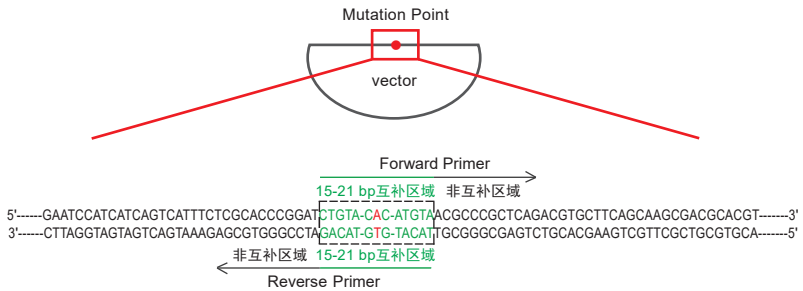 Mutation Point
vector
Forward Primer
15-21 bp互补区域 非互补区域
5'------GAATCCATCATCAGTCATTTCTCGCACCCGGATCTGTA-CAC-ATGTAACGCCCGCTCAGACGTGCTTCAGCAAGCGACGCACGT-------3'
3'------CTTAGGTAGTAGTCAGTAAAGAGCGTGGGCCTAGACAT-GTG-TACATTGCGGGCGAGTCTGCACGAAGTCGTTCGCTGCGTGCA-------5'
非互补区域 15-21 bp互补区域
Reverse Primer